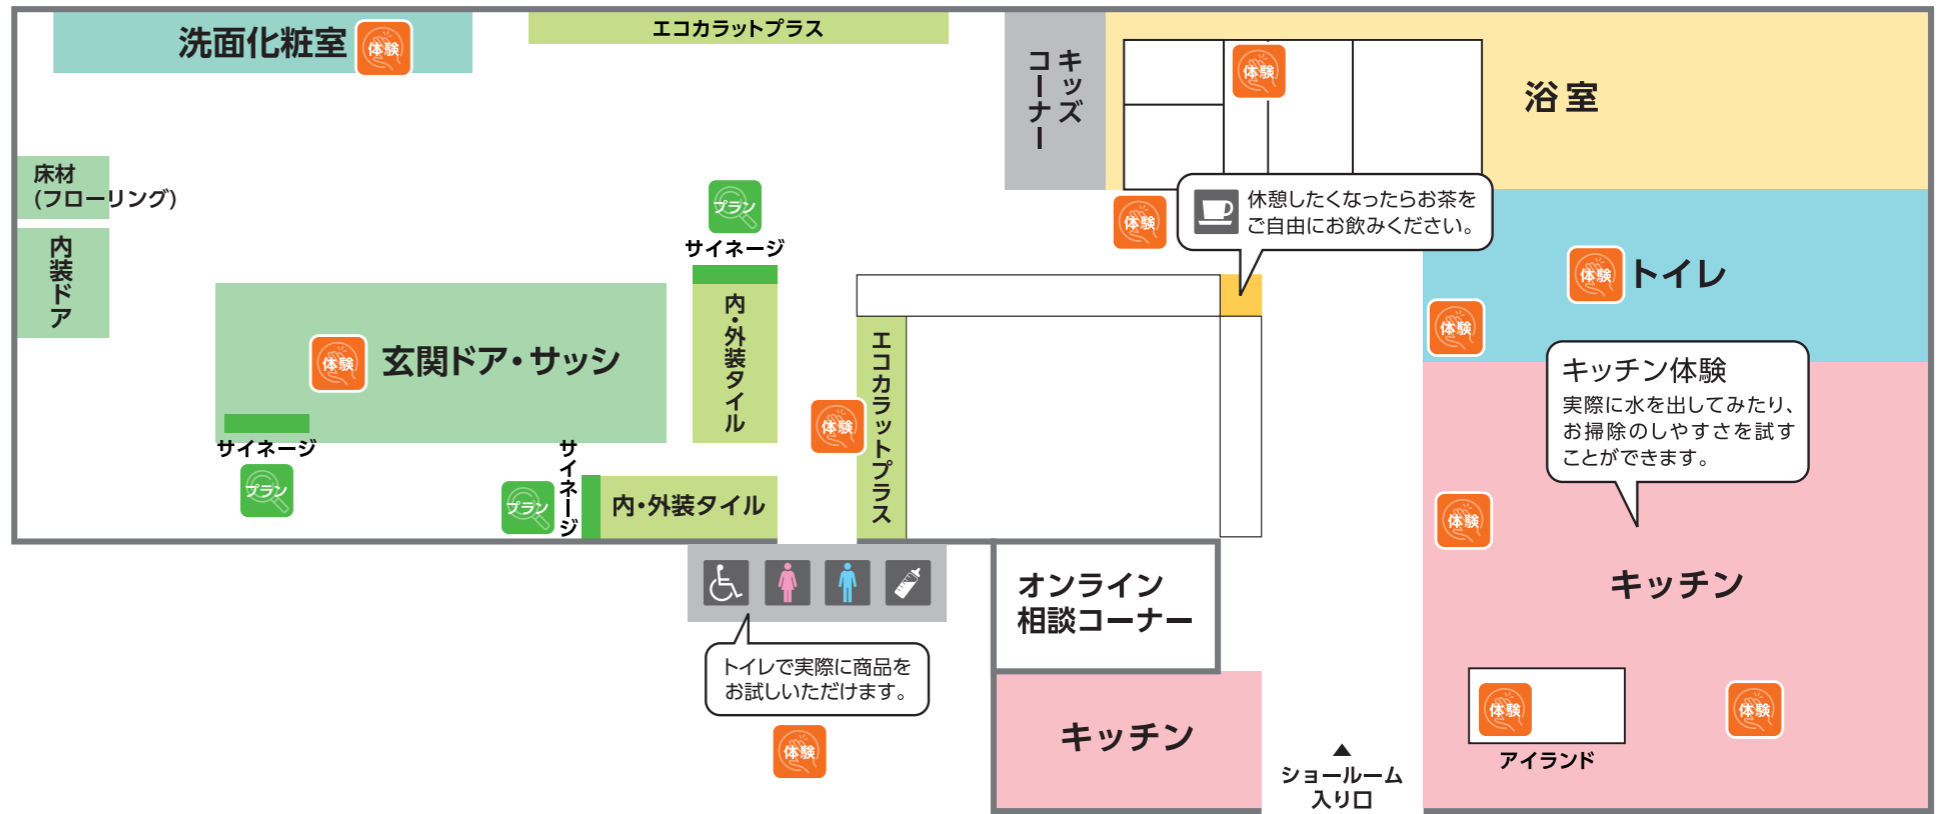 洗面化粧室
体験
エコカラットプラス
キッズ
コーナー
体験
浴室
床材
(フローリング)
内装ドア
プラン
サイネージ
内・外装タイル
体験
休憩したくなったらお茶を
ご自由にお飲みください。
体験
トイレ
体験
体験
玄関ドア・サッシ
サイネージ
プラン
体験
エコカラットプラス
キッチン体験
実際に水を出してみたり、
お掃除のしやすさを試す
ことができます。
プラン
サイネージ
内・外装タイル
体験
キッチン
オンライン
相談コーナー
トイレで実際に商品を
お試しいただけます。
体験
キッチン
体験
アイランド
体験
▲
ショールーム
入り口